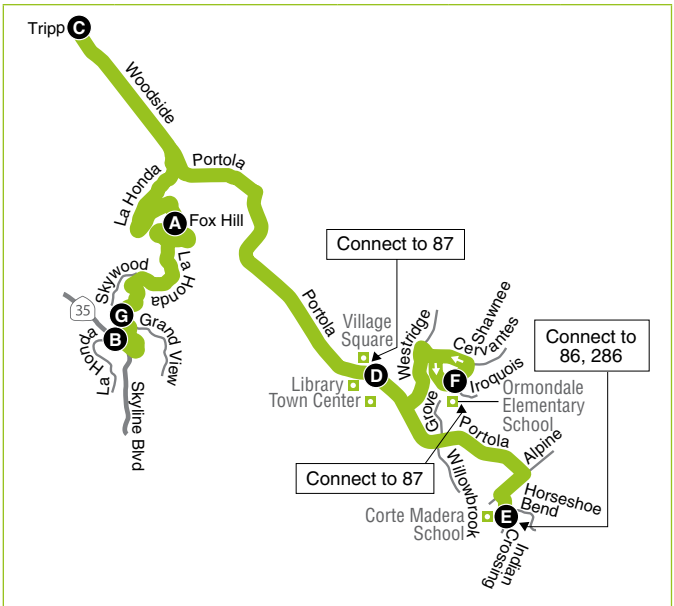 Tripp C
Woodside
Portola
La Honda
A Fox Hill
La Honda
Skywood
35
G
B
Grand View
La Honda
Skyline Blvd
Connect to 87
Portola
Village
Square
D
Library
Town Center
Westridge
Shawnee
Cervantes
F
Iroquois
Connect to
86, 286
Ormondale
Elementary
School
Grove
Portola
Alpine
Willowbrook
Connect to 87
Horseshoe
Bend
Corte Madera
School
E
Indian
Crossing